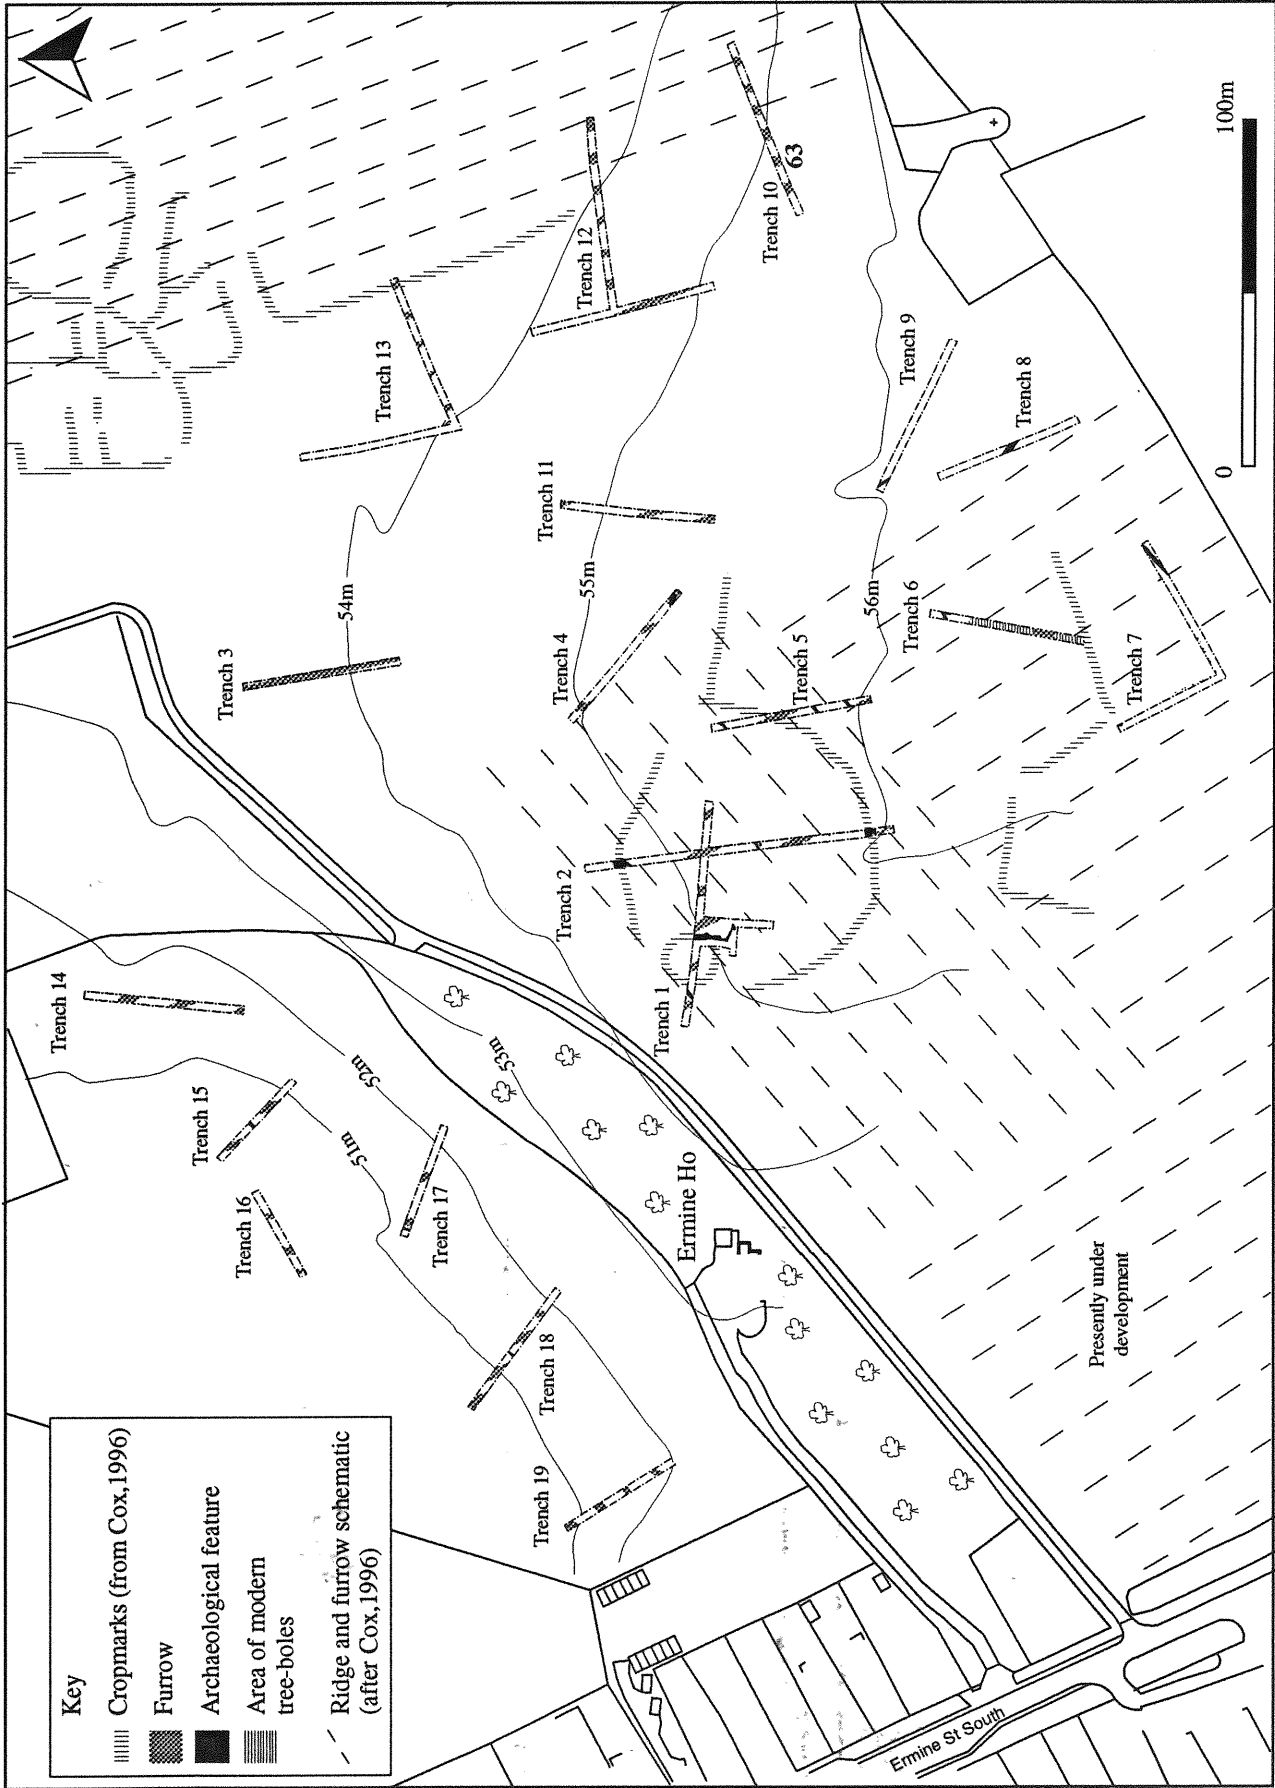 Key
Cropmarks (from Cox,1996)
Furrow
Archaeological feature
Area of modern
tree-boles
Ridge and furrow schematic
(after Cox,1996)
Trench 19
Trench 18
Trench 16
Trench 17
Trench 15
Trench 14
51m
52m
53m
Ermine Ho
Ermine St South
Presently under
development
Trench 1
Trench 2
Trench 3
54m
Trench 4
55m
Trench 5
56m
Trench 6
Trench 7
Trench 11
Trench 13
Trench 12
Trench 9
Trench 8
Trench 10
63
0
100m